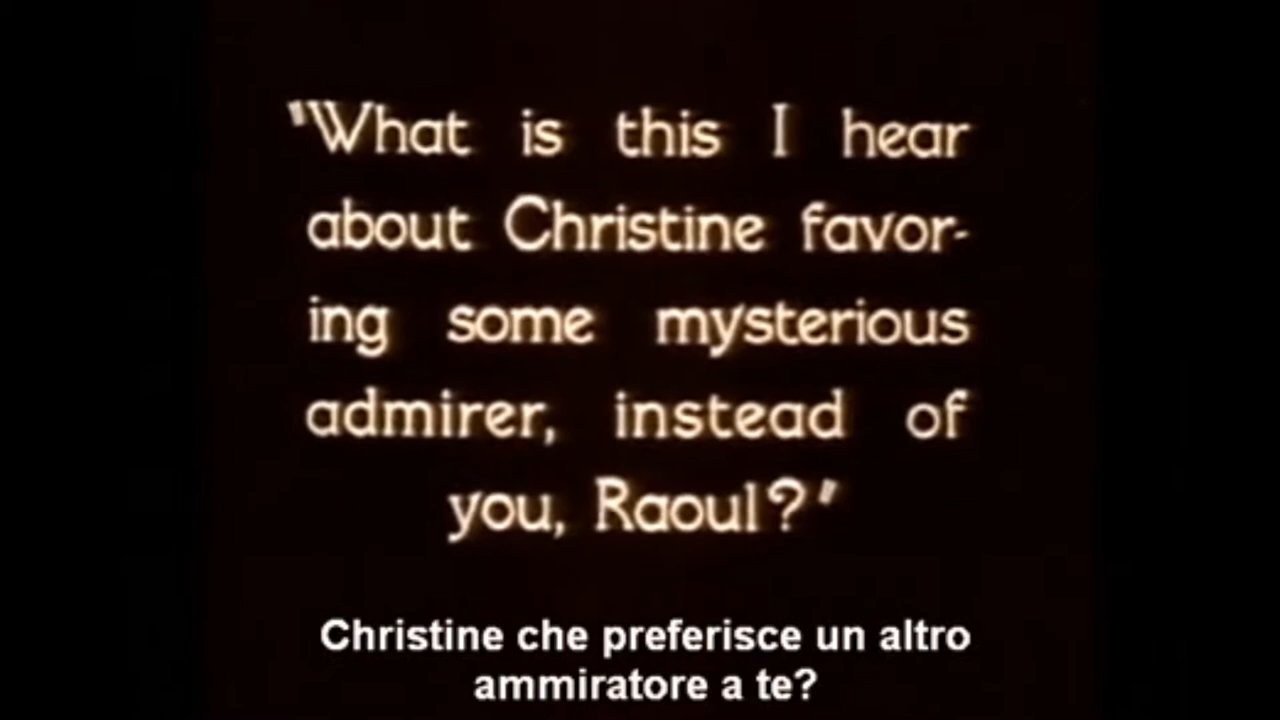 "What is this I hear
about Christine favor-
ing some mysterious
admirer, instead of
you, Raoul?"
Christine che preferisce un altro
ammiratore a te?